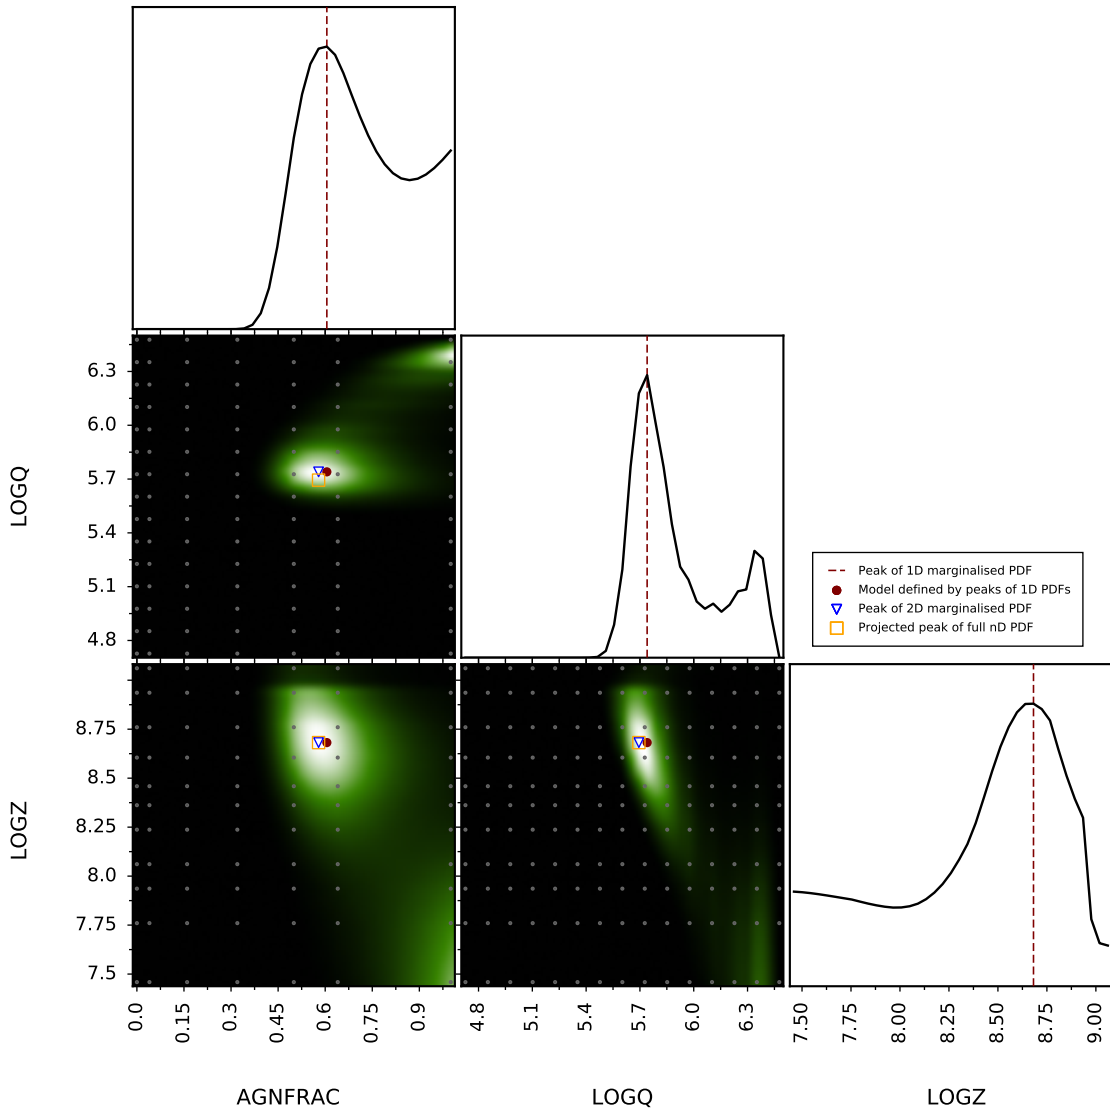 6.3
6.0
5.7
5.4
5.1
4.8
LOGQ
Peak of 1D marginalised PDF
Model defined by peaks of 1D PDFs
Peak of 2D marginalised PDF
Projected peak of full nD PDF
8.75
8.5
8.25
8.0
7.75
7.5
LOGZ
0.0 0.15 0.3 0.45 0.6 0.75 0.9
4.8 5.1 5.4 5.7 6.0 6.3
7.50 7.75 8.00 8.25 8.50 8.75 9.00
AGNFRAC LOGQ LOGZ